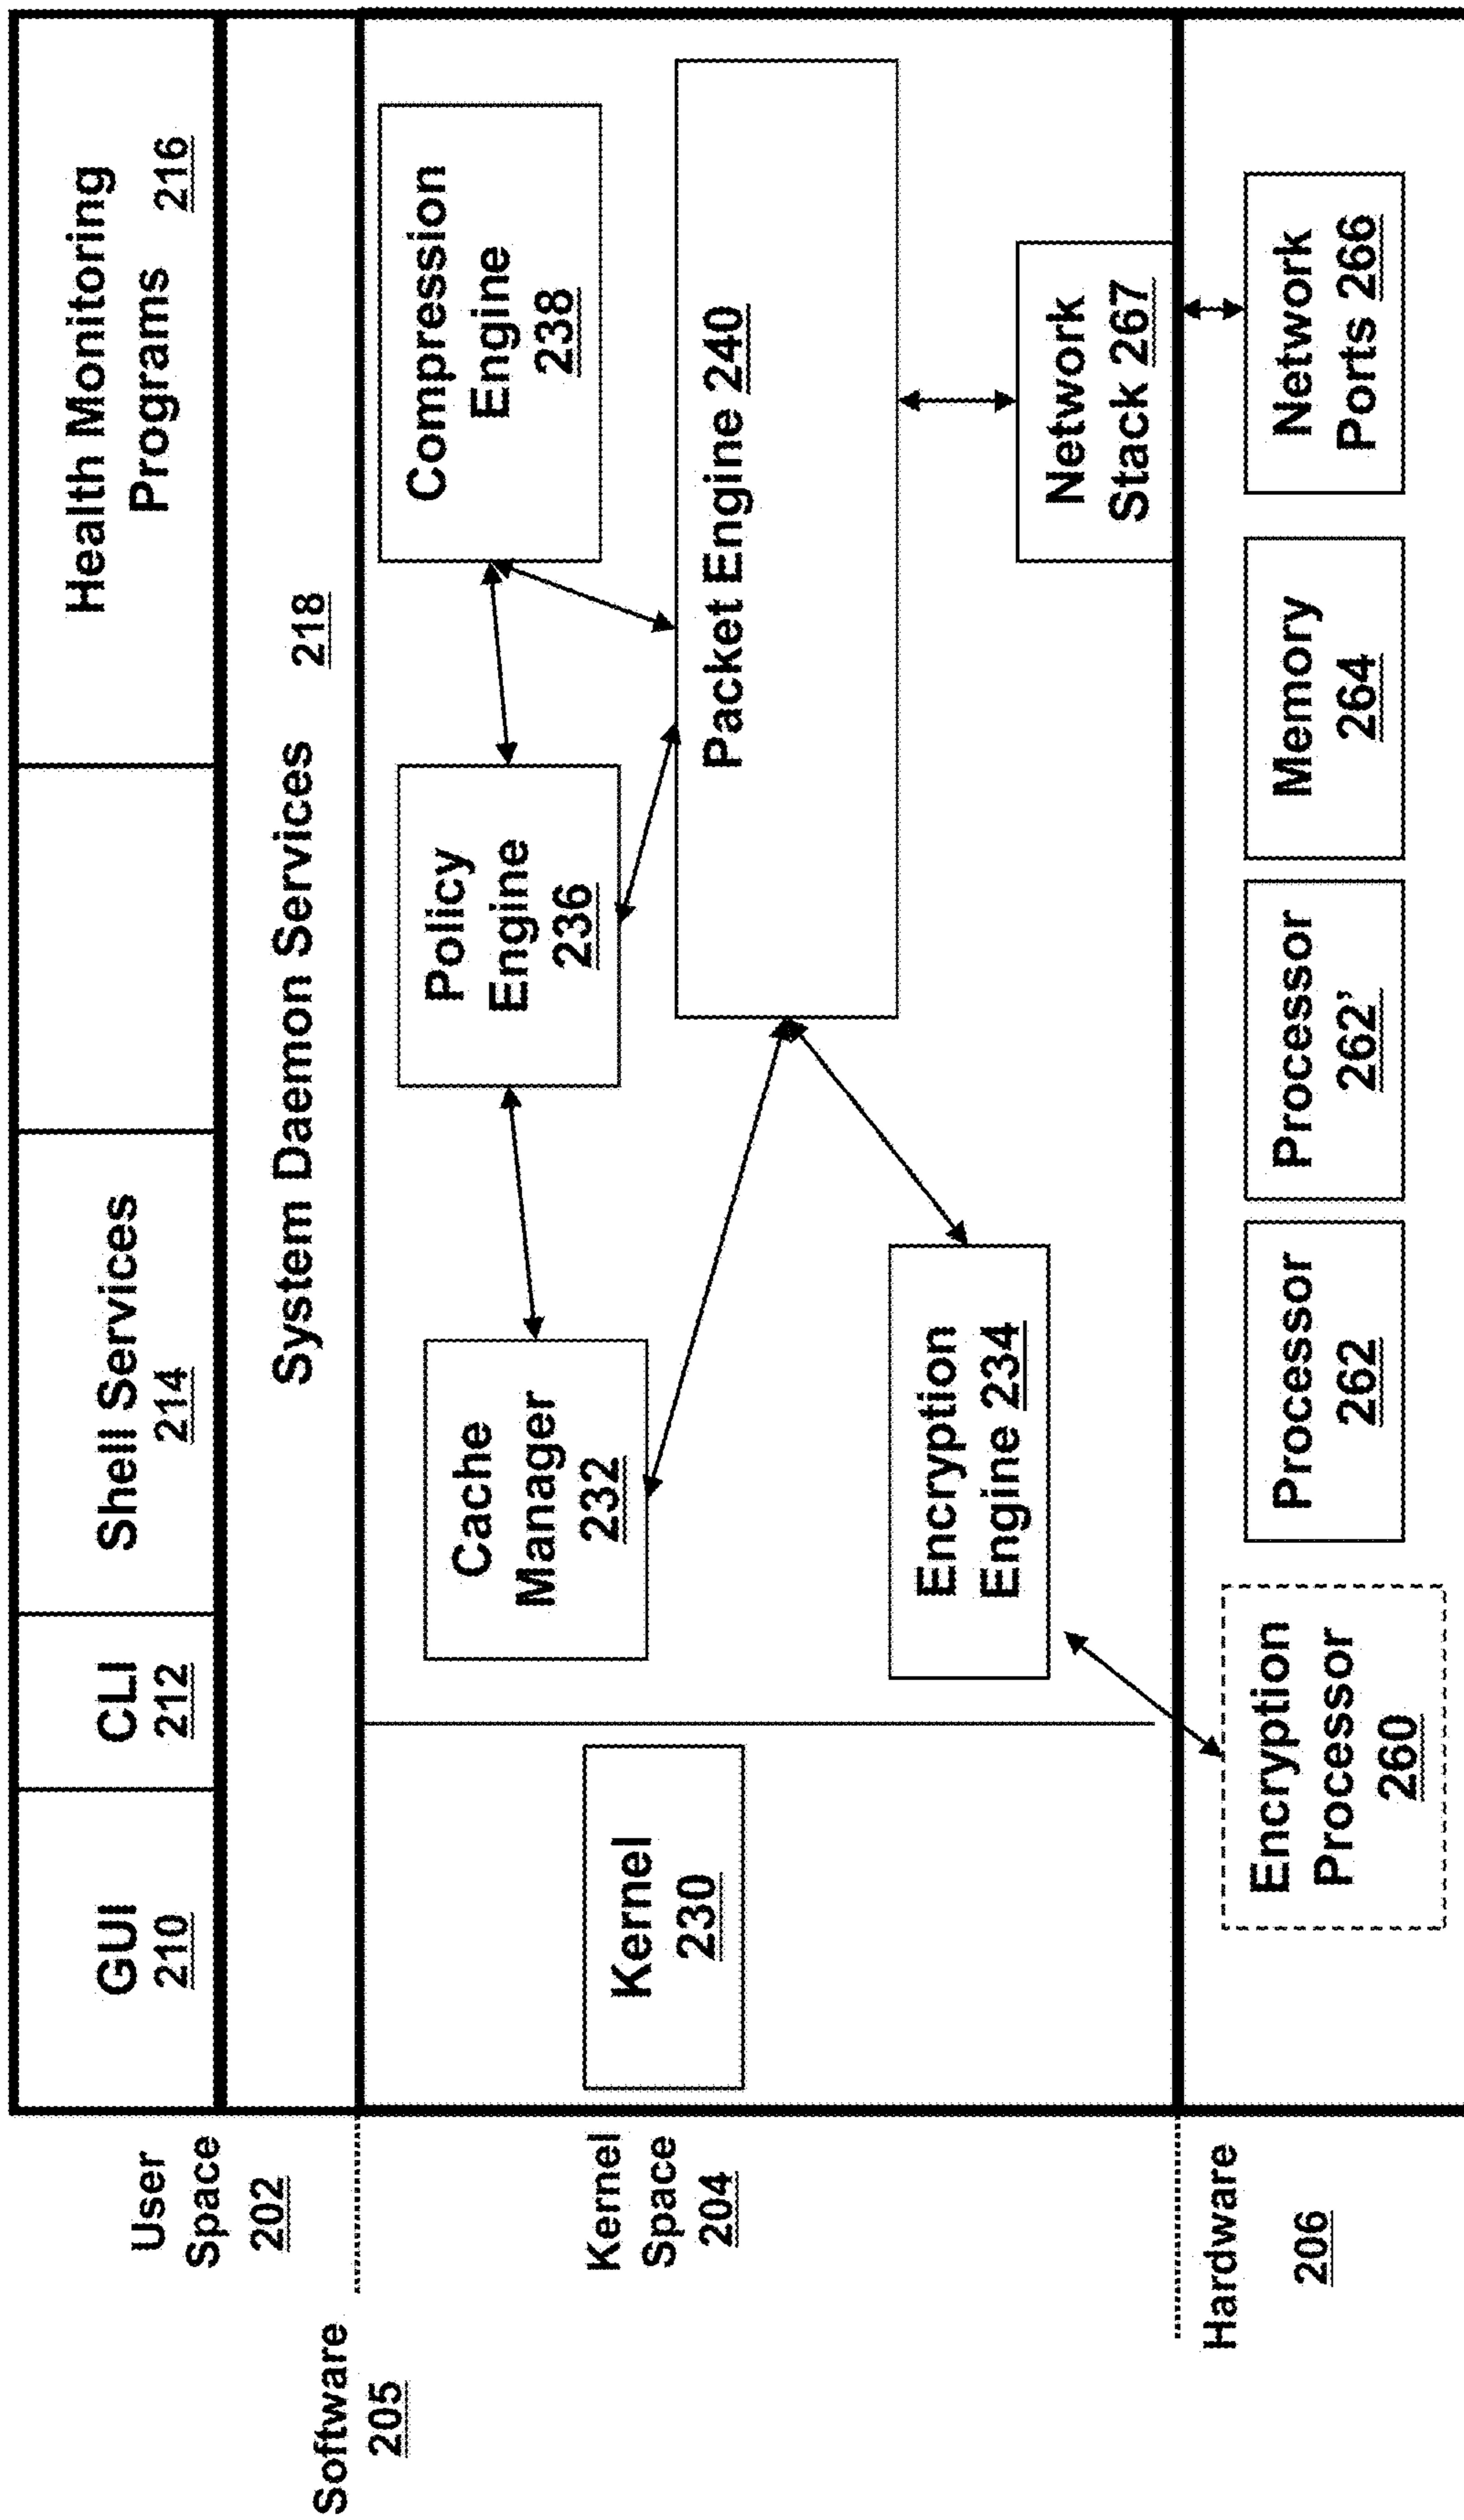 User
Space
202
Software
205
Kernel
Space
204
Hardware
206
GUI
210
CLI
212
Shell Services
214
Health Monitoring
Programs 216
System Daemon Services 218
Kernel
230
Cache
Manager
232
Policy
Engine
236
Compression
Engine
238
Packet Engine 240
Encryption
Engine 234
Network
Stack 267
Encryption
Processor
260
Processor
262
Processor
262’
Memory
264
Network
Ports 266